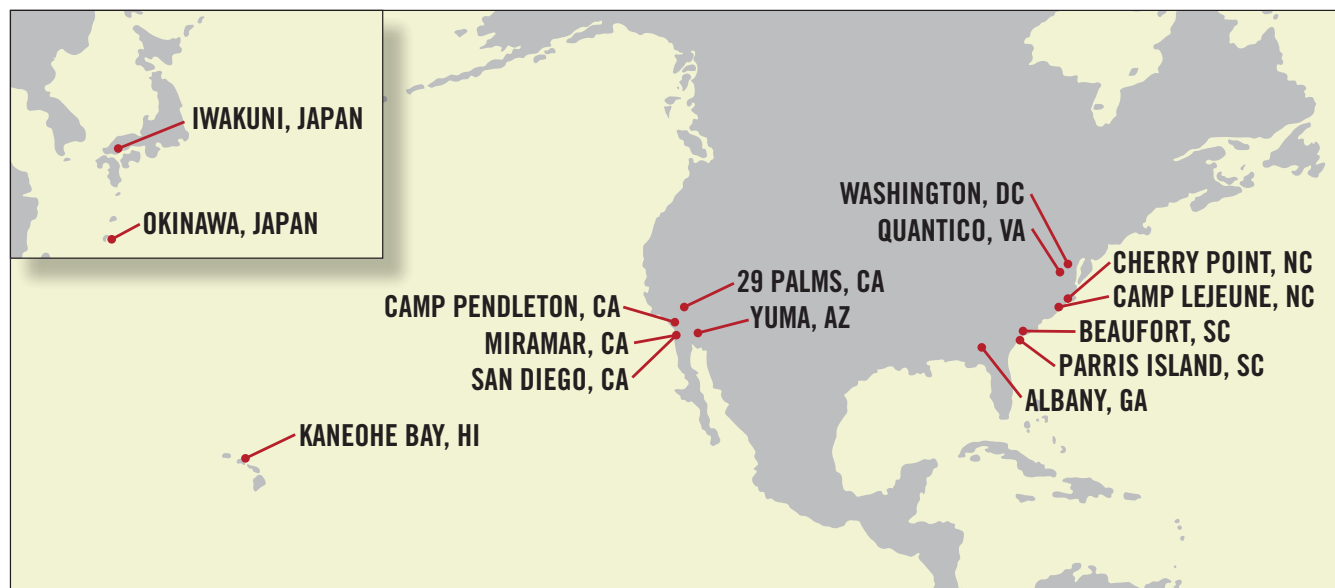 IWAKUNI, JAPAN
OKINAWA, JAPAN
WASHINGTON, DC
QUANTICO, VA
CHERRY POINT, NC
CAMP LEJEUNE, NC
BEAUFORT, SC
PARRIS ISLAND, SC
ALBANY, GA
29 PALMS, CA
YUMA, AZ
CAMP PENDLETON, CA
MIRAMAR, CA
SAN DIEGO, CA
KANEOHE BAY, HI